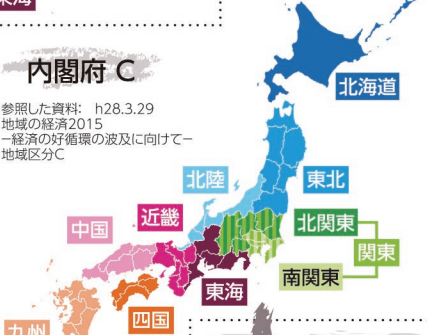 東海
内閣府 C
参照した資料: h28.3.29
地域の経済2015
−経済の好循環の波及に向けて−
地域区分C
北海道
北陸
東北
近畿
北関東
中国
関東
南関東
東海
四国
九州